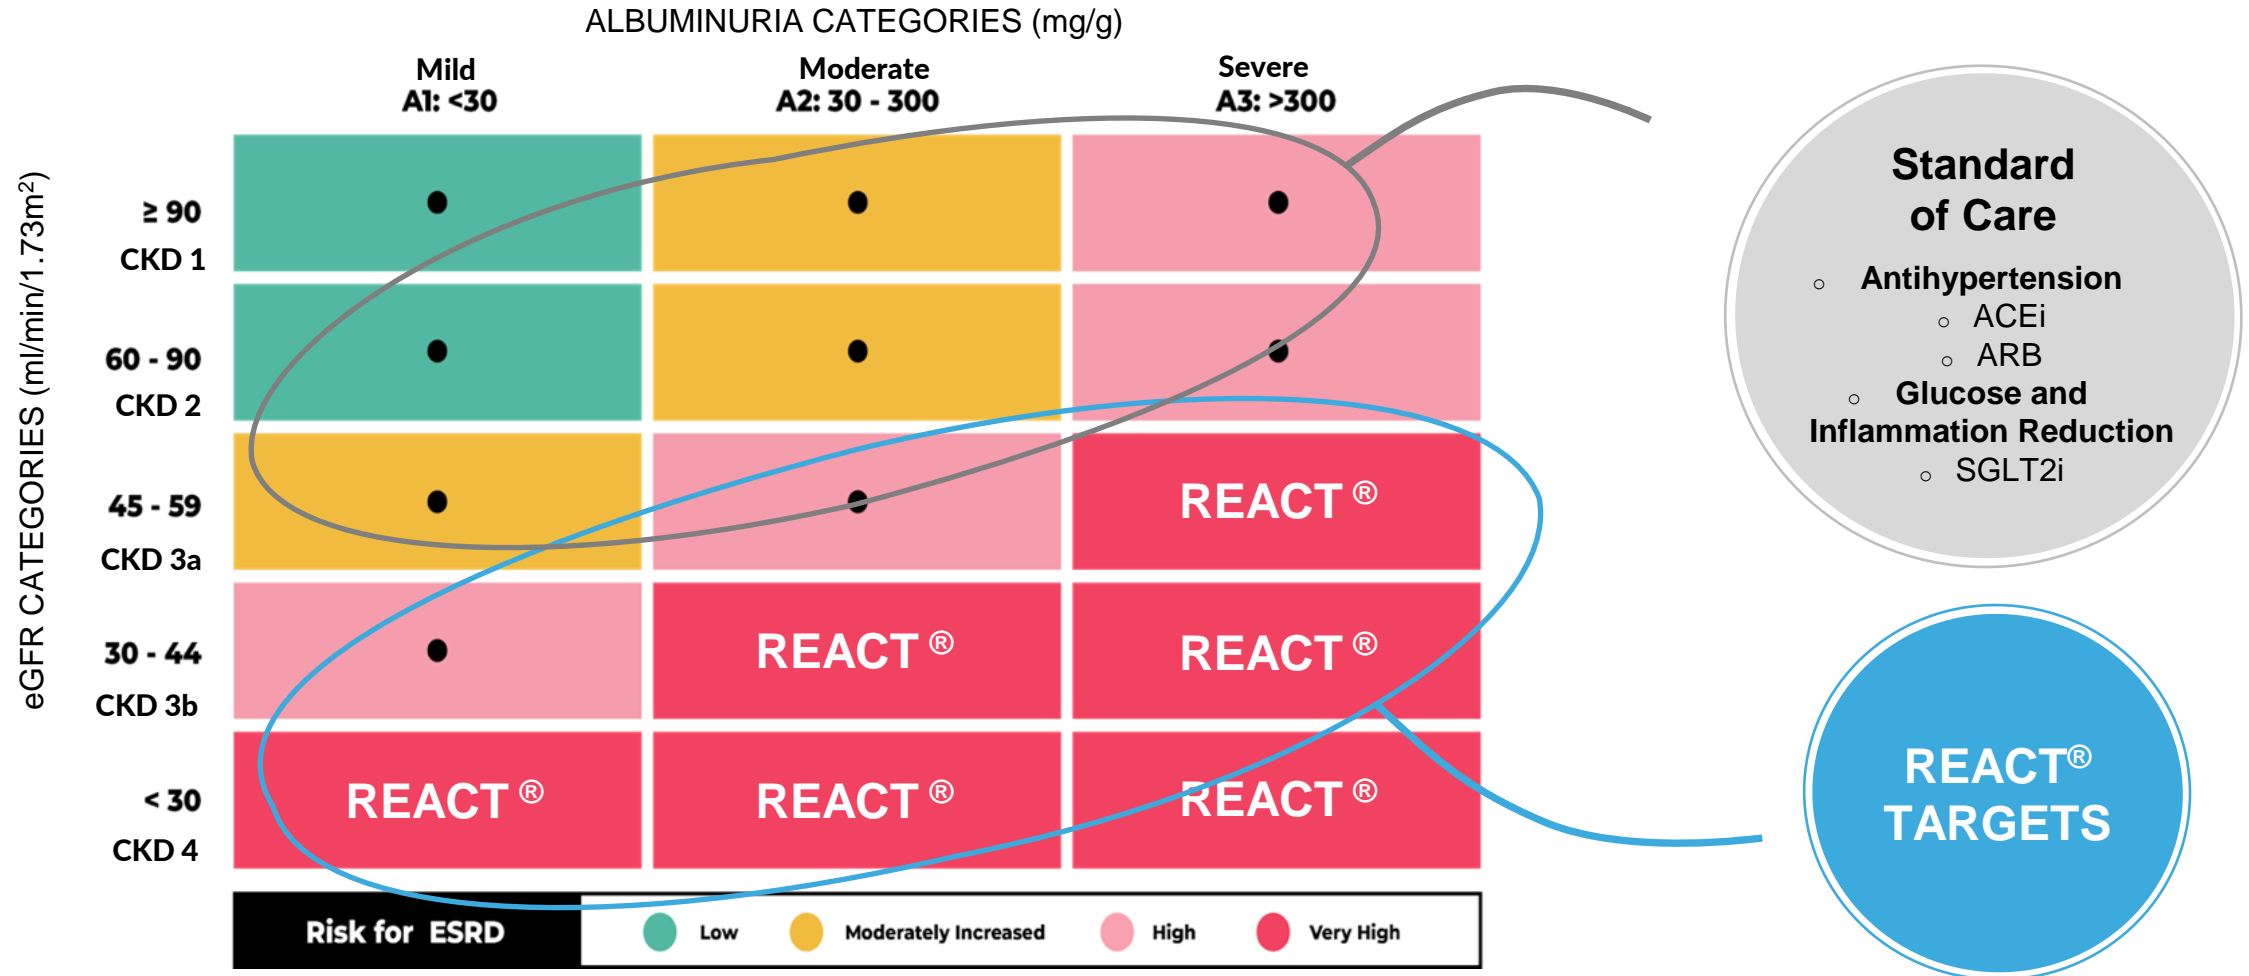 ALBUMINURIA CATEGORIES (mg/g)
Mild
A1: <30
Moderate
A2: 30 - 300
Severe
A3: >300
eGFR CATEGORIES (ml/min/1.73m²)
≥ 90
CKD 1
60 - 90
CKD 2
45 - 59
CKD 3a
REACT ®
30 - 44
CKD 3b
REACT ®
REACT ®
< 30
CKD 4
REACT ®
REACT ®
REACT ®
Risk for ESRD
Low
Moderately Increased
High
Very High
Standard
of Care
○ Antihypertension
○ ACEi
○ ARB
○ Glucose and
Inflammation Reduction
○ SGLT2i
REACT®
TARGETS